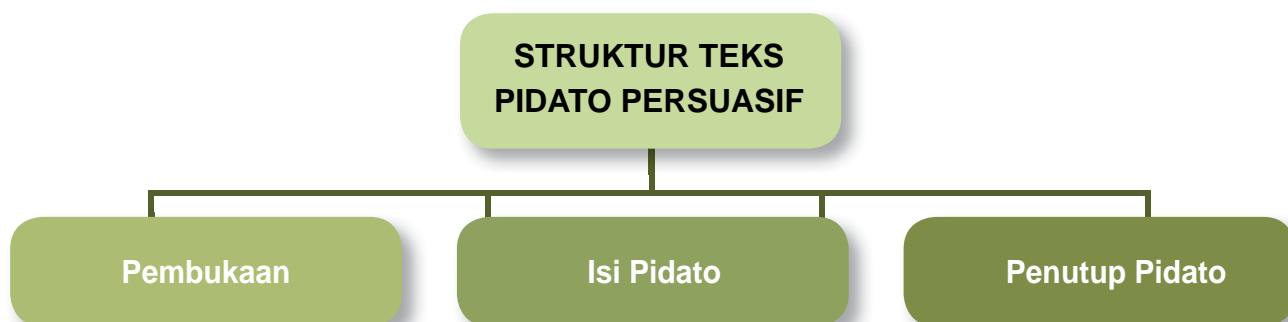 STRUKTUR TEKS
PIDATO PERSUASIF
Pembukaan
Isi Pidato
Penutup Pidato